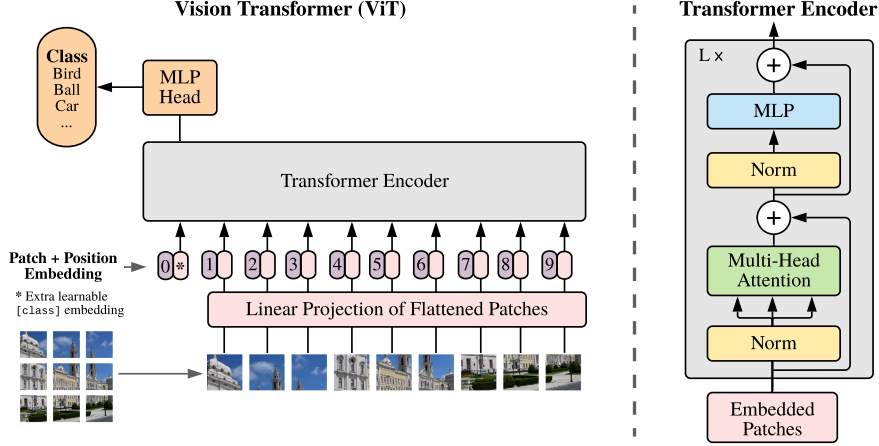 Vision Transformer (ViT)
Class
Bird
Ball
Car
...
MLP
Head
Transformer Encoder
Patch + Position
Embedding
0 * 1 2 3 4 5 6 7 8 9
* Extra learnable
[class] embedding
Linear Projection of Flattened Patches
Transformer Encoder
L x
+
MLP
Norm
+
Multi-Head
Attention
Norm
Embedded
Patches